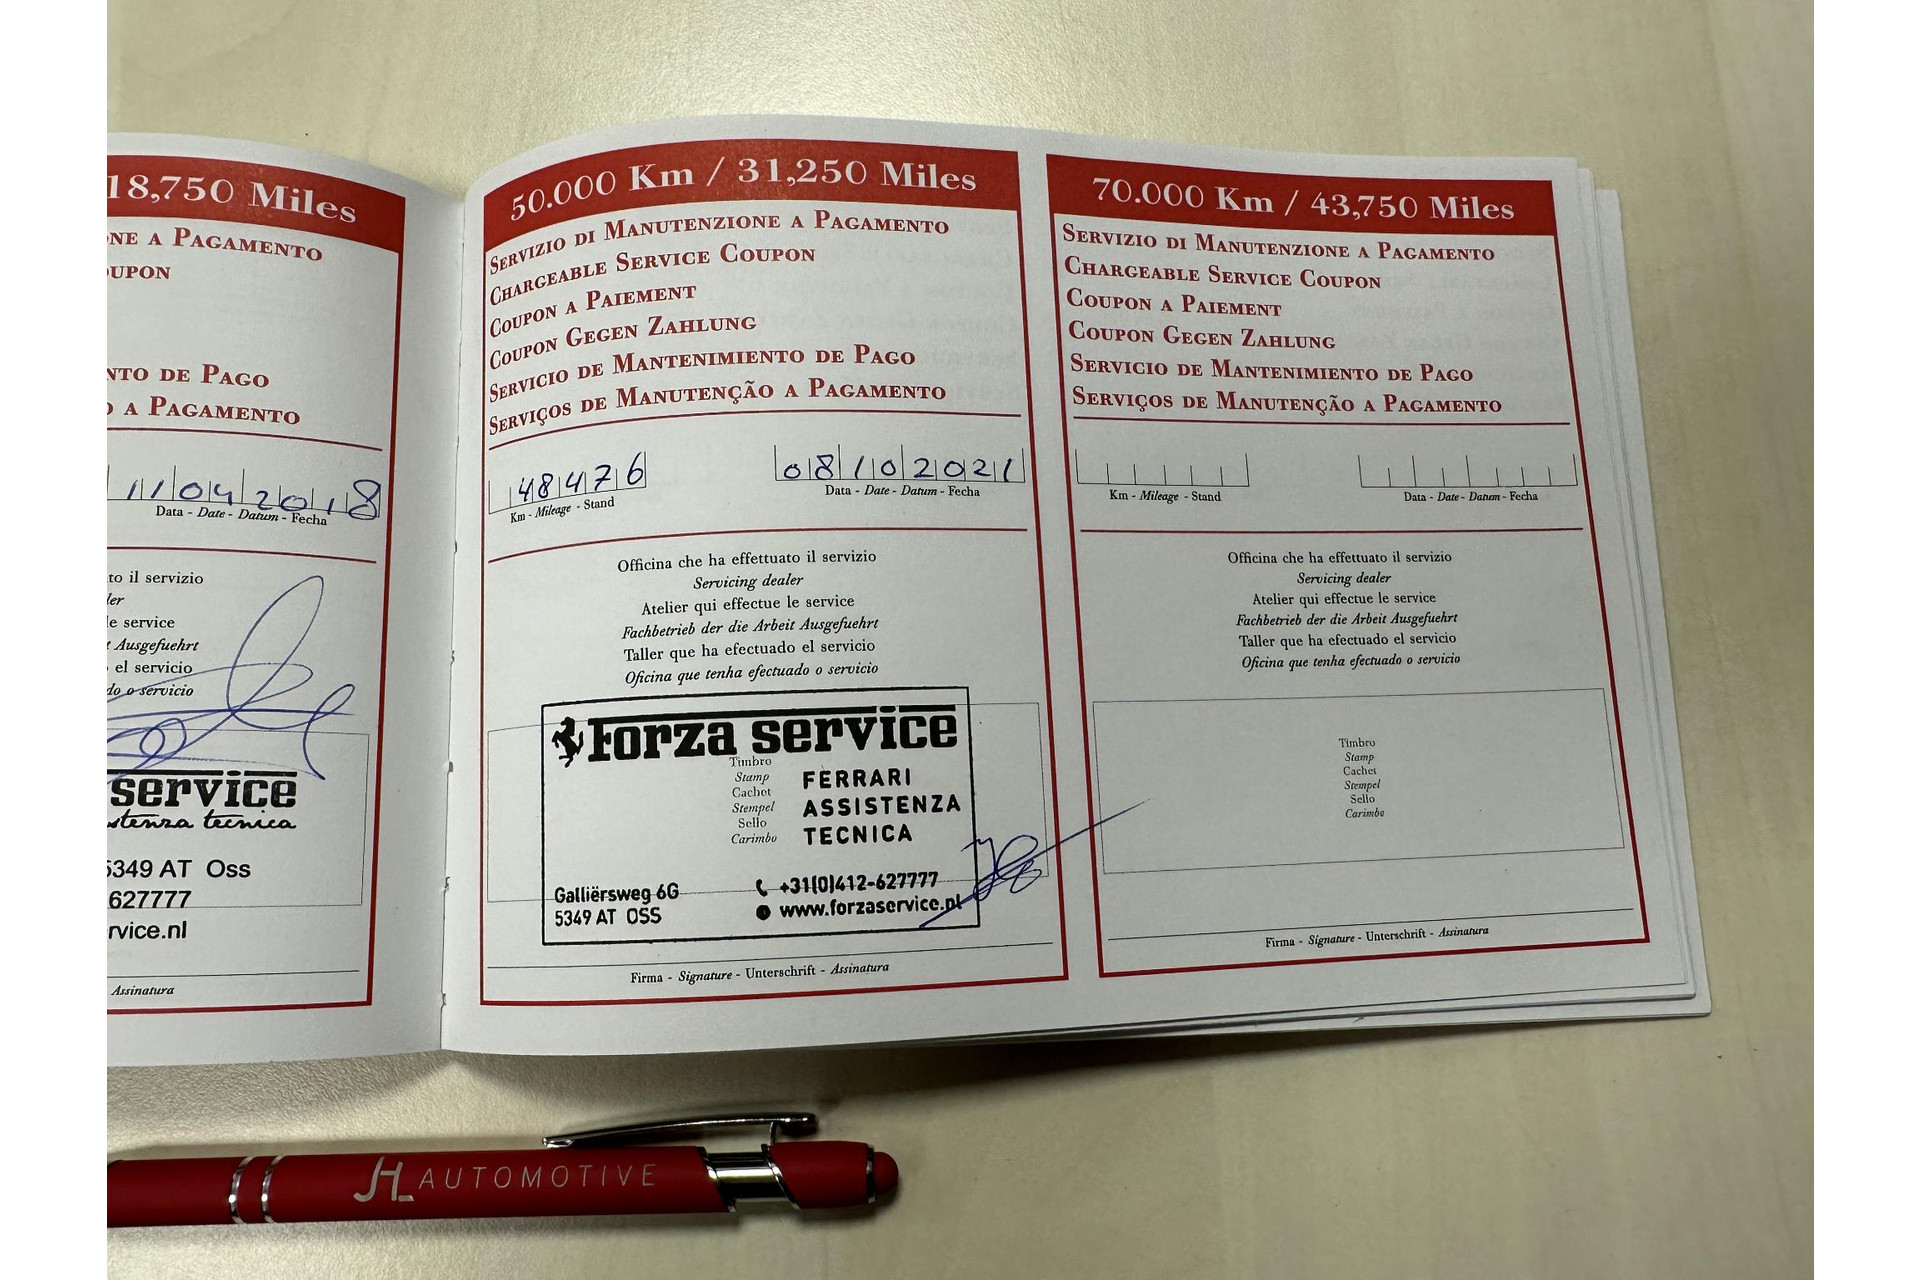 18,750 Miles
NE A PAGAMENTO
UPON
NTO DE PAGO
O A PAGAMENTO
11042018
Data - Date - Datum - Fecha
to il servizio
ler
le service
t Ausgefuehrt
el servicio
do o servicio
service
stenza tecnica
5349 AT Oss
627777
rvice.nl
Assinatura
50.000 Km / 31,250 Miles
SERVIZIO DI MANUTENZIONE A PAGAMENTO
CHARGEABLE SERVICE COUPON
COUPON A PAIEMENT
COUPON GEGEN ZAHLUNG
SERVICIO DE MANTENIMIENTO DE PAGO
SERVIÇOS DE MANUTENÇÃO A PAGAMENTO
48476
Km - Mileage - Stand
08102021
Data - Date - Datum - Fecha
Officina che ha effettuato il servizio
Servicing dealer
Atelier qui effectue le service
Fachbetrieb der die Arbeit Ausgefuehrt
Taller que ha efectuado el servicio
Oficina que tenha efectuado o servicio
Forza service
Timbro
Stamp
Cachet
Stempel
Sello
Carimbo
FERRARI
ASSISTENZA
TECNICA
Galliërsweg 6G
5349 AT OSS
+31(0)412-627777
www.forzaservice.nl
Firma - Signature - Unterschrift - Assinatura
70.000 Km / 43,750 Miles
SERVIZIO DI MANUTENZIONE A PAGAMENTO
CHARGEABLE SERVICE COUPON
COUPON A PAIEMENT
COUPON GEGEN ZAHLUNG
SERVICIO DE MANTENIMIENTO DE PAGO
SERVIÇOS DE MANUTENÇÃO A PAGAMENTO
Km - Mileage - Stand
Data - Date - Datum - Fecha
Officina che ha effettuato il servizio
Servicing dealer
Atelier qui effectue le service
Fachbetrieb der die Arbeit Ausgefuehrt
Taller que ha efectuado el servicio
Oficina que tenha efectuado o servicio
Timbro
Stamp
Cachet
Stempel
Sello
Carimbo
Firma - Signature - Unterschrift - Assinatura
JHL AUTOMOTIVE